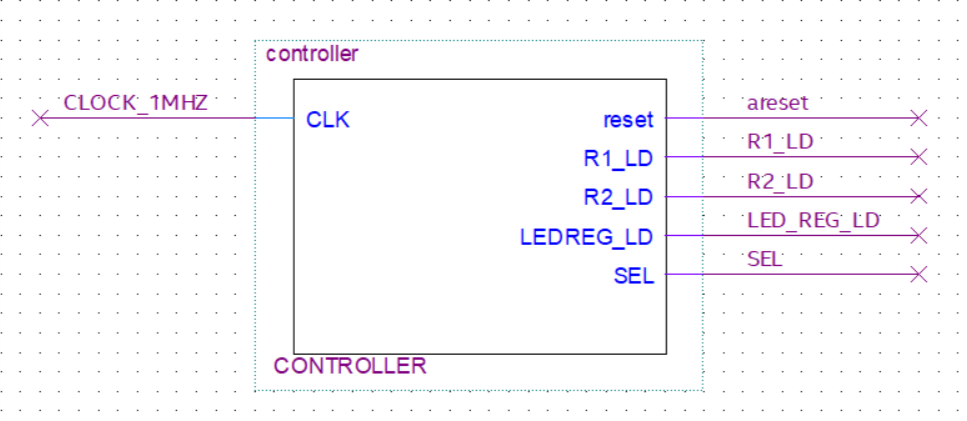 controller
CLOCK_1MHZ
CLK
reset
areset
R1_LD
R1_LD
R2_LD
R2_LD
LEDREG_LD
LED_REG_LD
SEL
SEL
CONTROLLER